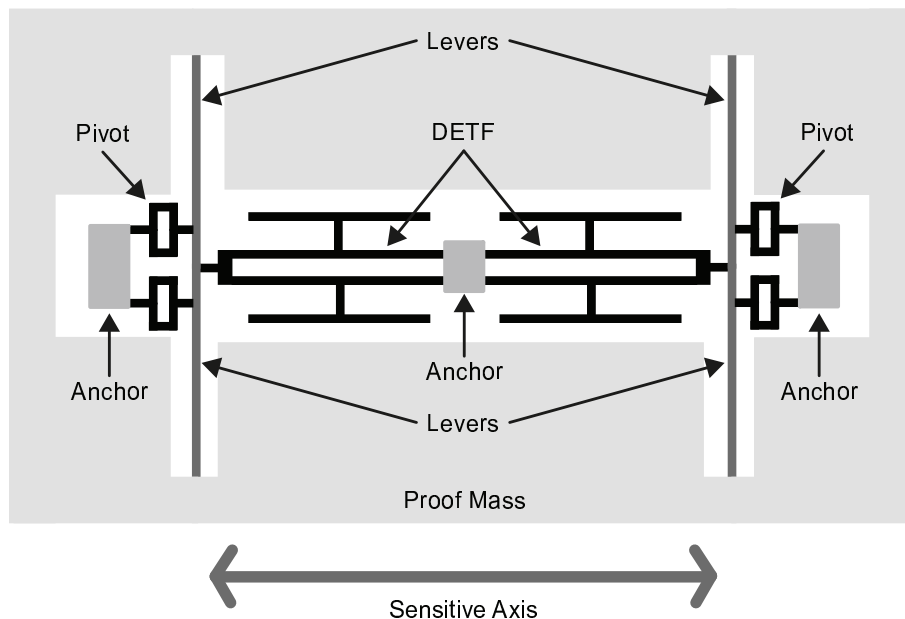 Levers
Pivot
DETF
Pivot
Anchor
Anchor
Anchor
Levers
Proof Mass
Sensitive Axis